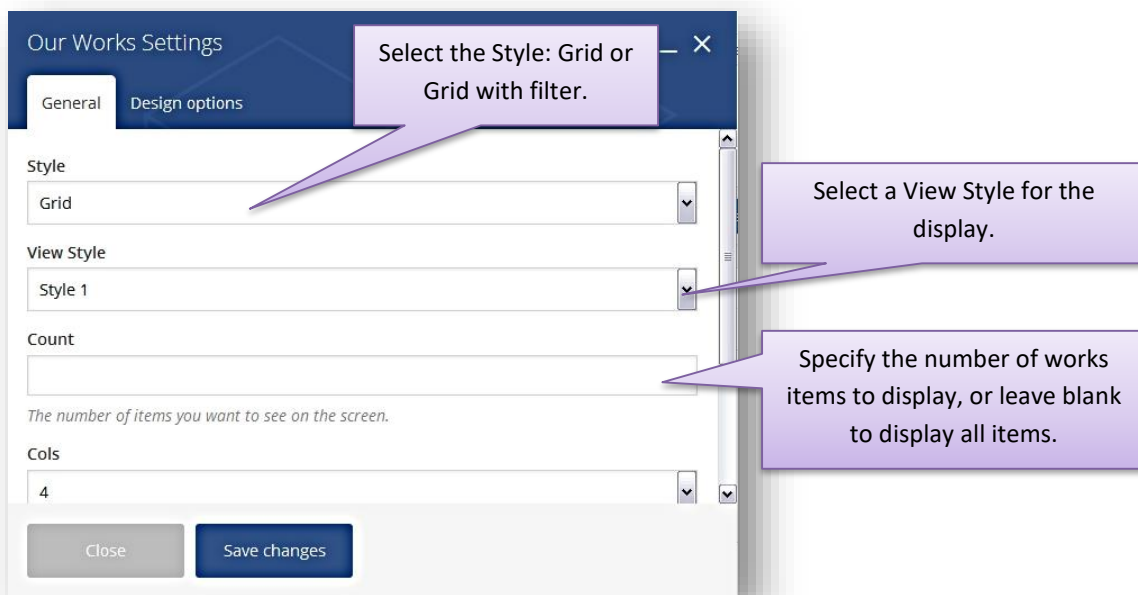 Our Works Settings
General
Design options
Style
Grid
View Style
Style 1
Count
The number of items you want to see on the screen.
Cols
4
Close
Save changes
Select the Style: Grid or
Grid with filter.
Select a View Style for the
display.
Specify the number of works
items to display, or leave blank
to display all items.